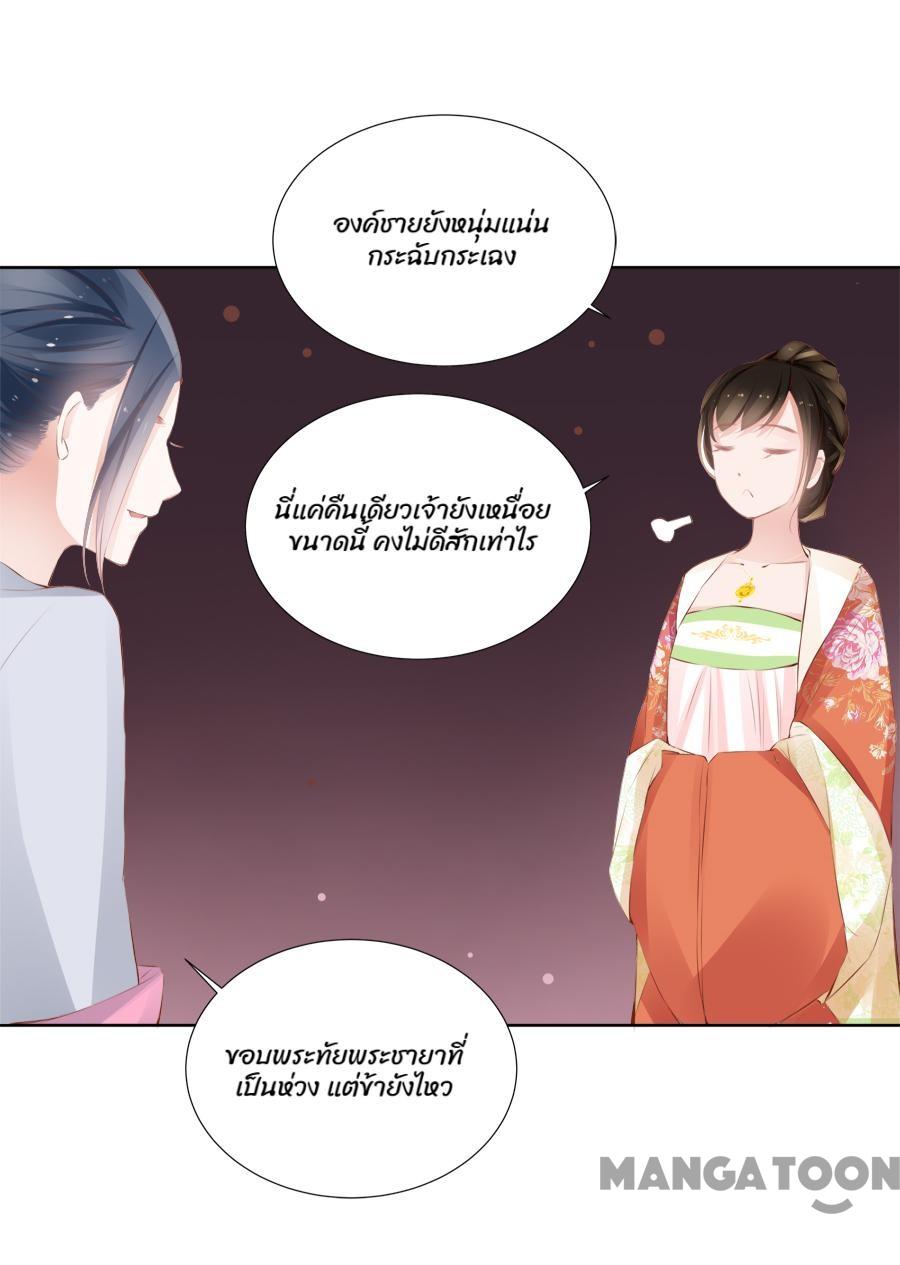 องค์ชายยังหนุ่มแน่น
กระฉับกระเฉง
นี่แค่คืนเดียวเจ้ายังเหนื่อย
ขนาดนี้ คงไม่ดีสักเท่าไร
ขอบพระทัยพระชายาที่
เป็นห่วง แต่ข้ายังไหว
MANGATOON